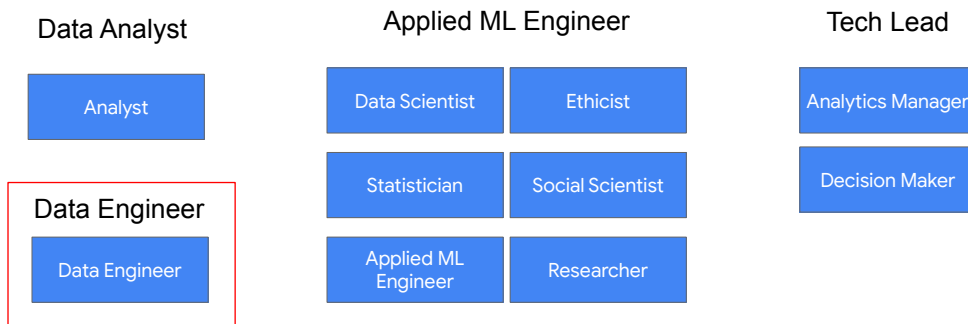 Data Analyst
Applied ML Engineer
Tech Lead
Analyst
Data Scientist
Ethicist
Analytics Manager
Statistician
Social Scientist
Decision Maker
Data Engineer
Data Engineer
Applied ML
Engineer
Researcher